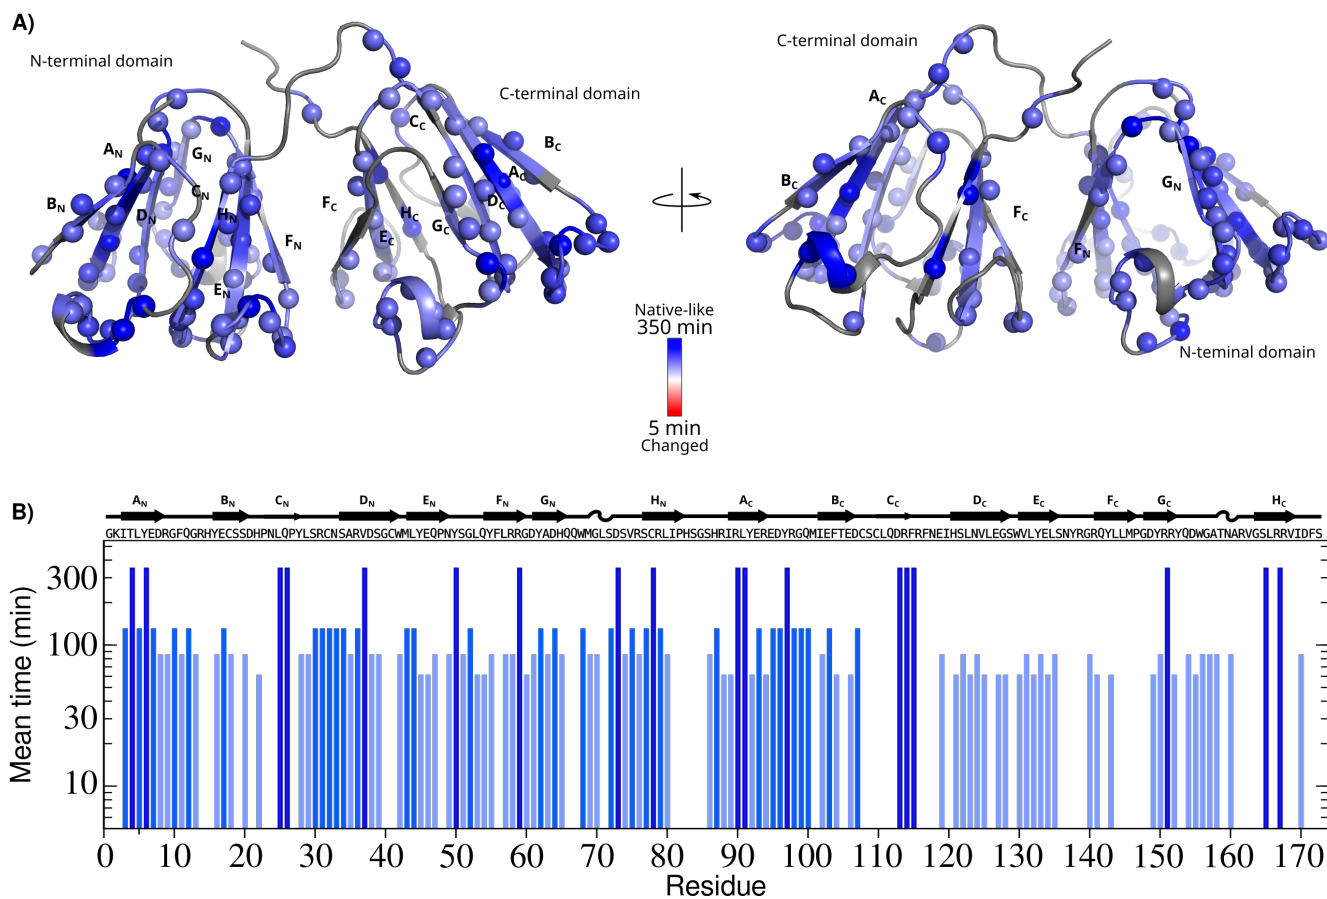 A)
N-terminal domain
C-terminal domain
A_N
G_N
B_N
C_N
D_N
H_N
F_N
E_N
C_C
B_C
A_C
D_C
F_C
H_C
G_C
E_C
C-terminal domain
A_C
B_C
F_C
G_N
F_N
N-teminal domain
Native-like
350 min
5 min
Changed
B)
A_N B_N C_N D_N E_N F_N G_N H_N A_C B_C C_C D_C E_C F_C G_C H_C
GKITLYEDRGFQGRHYECSSDHPNLQPYLSRCNSARVDSGCWMLYEQPNYSGLQYFLRRGDYADHQQWMGLSDSVRSCRLIPHSGSHRIRLYEREDYRGQMIEFTEDCSCLQDRFRFNEIHSLNVLEGSWVLYELSNYRGRQYLLMPGDYRRYQDWGATNARVGSLRRVIDFS
Mean time (min)
300
100
30
10
0 10 20 30 40 50 60 70 80 90 100 110 120 130 140 150 160 170
Residue